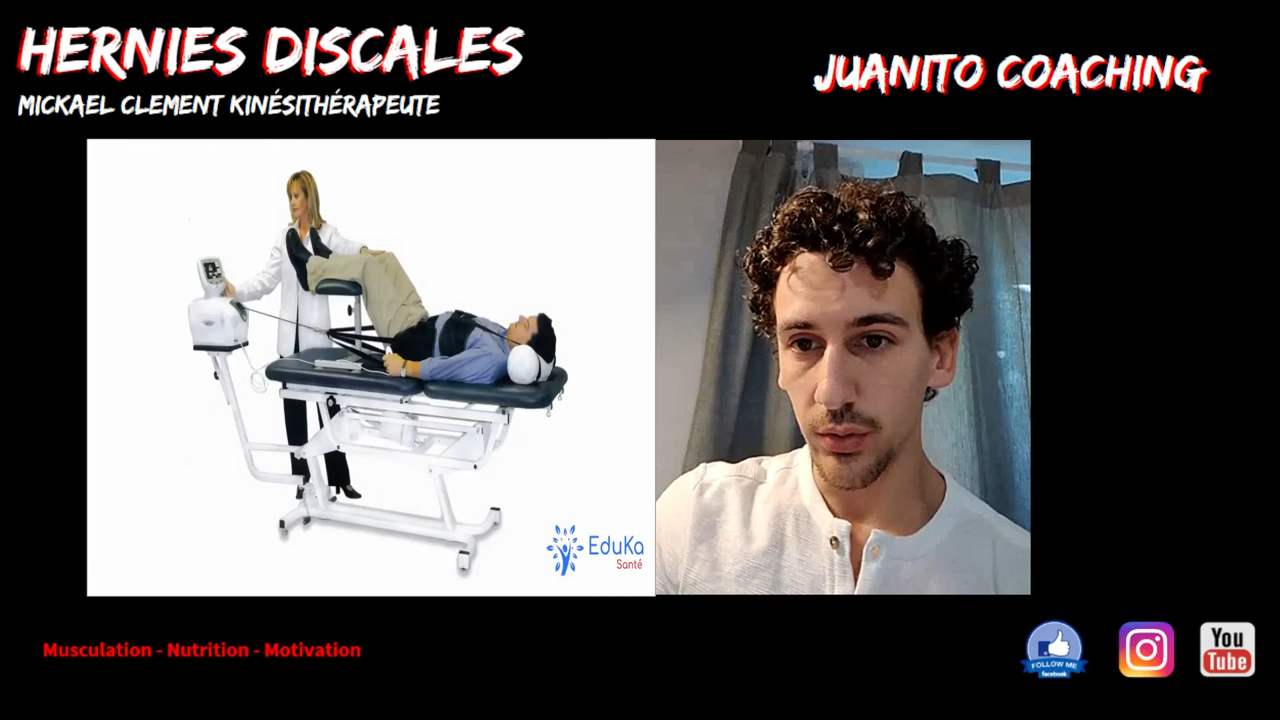 HERNIES DISCALES
MICKAEL CLEMENT KINÉSITHÉRAPEUTE
JUANITO COACHING
EduKa
Santé
Musculation - Nutrition - Motivation
FOLLOW ME
facebook
You
Tube